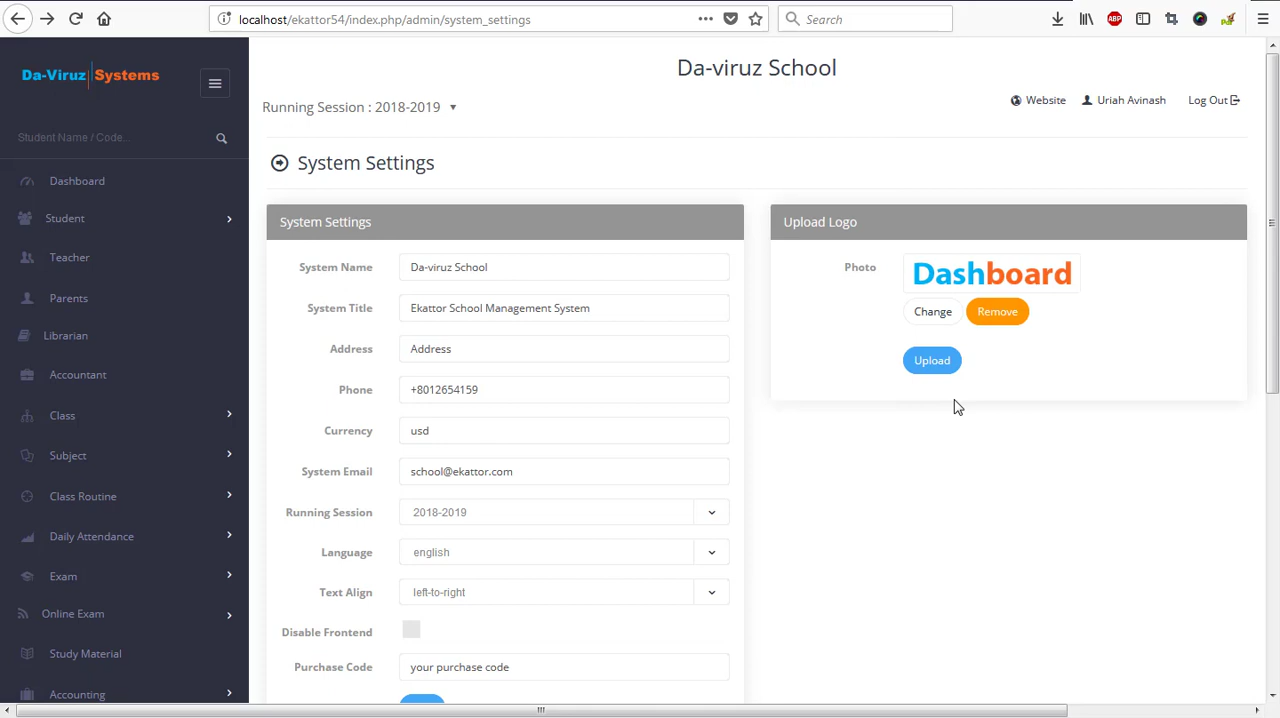 localhost/ekattor54/index.php/admin/system_settings
Search
ABP
Da-Viruz Systems
Student Name / Code...
Dashboard
Student
Teacher
Parents
Librarian
Accountant
Class
Subject
Class Routine
Daily Attendance
Exam
Online Exam
Study Material
Accounting
Da-viruz School
Running Session : 2018-2019
Website
Uriah Avinash
Log Out
System Settings
System Settings
System Name
Da-viruz School
System Title
Ekattor School Management System
Address
Address
Phone
+8012654159
Currency
usd
System Email
school@ekattor.com
Running Session
2018-2019
Language
english
Text Align
left-to-right
Disable Frontend
Purchase Code
your purchase code
Upload Logo
Photo
Dashboard
Change
Remove
Upload